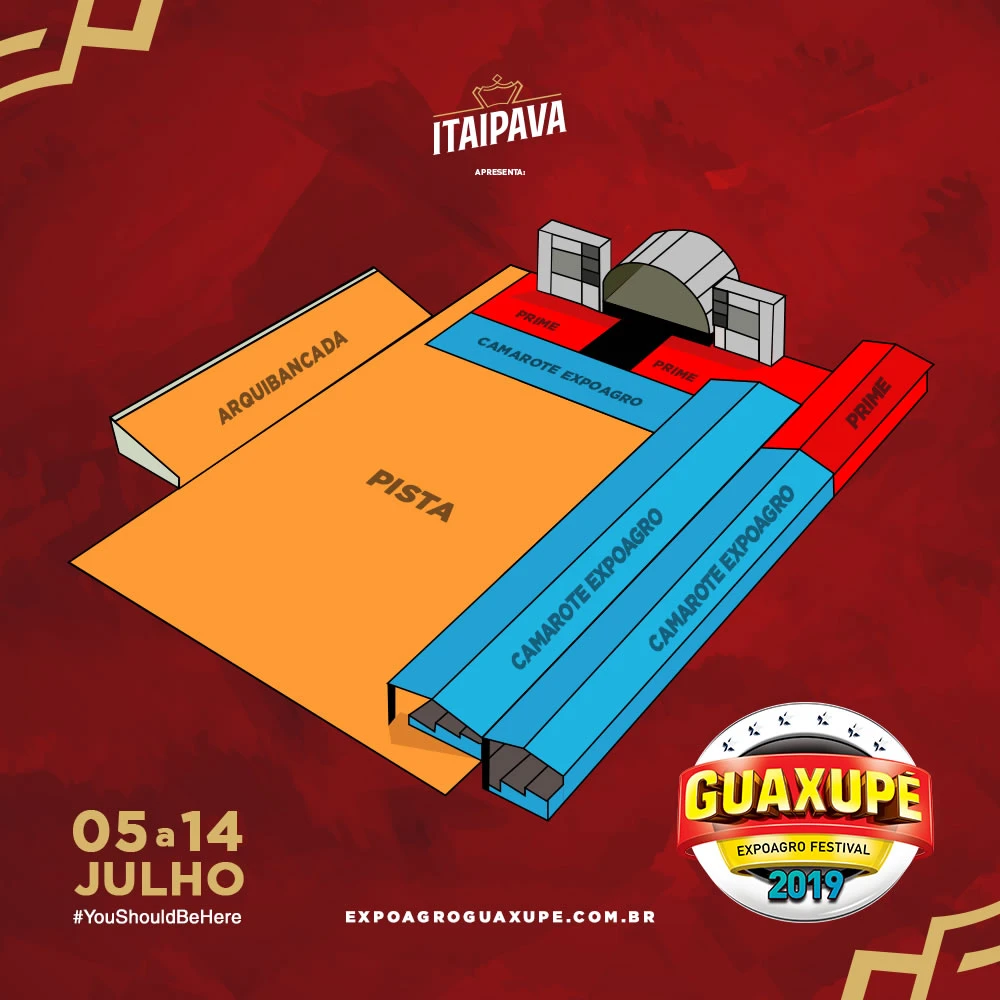 ITAIPAVA
APRESENTA:
PRIME
CAMAROTE EXPOAGRO
PRIME
PRIME
ARQUIBANCADA
PISTA
CAMAROTE EXPOAGRO
CAMAROTE EXPOAGRO
GUAXUPÉ
EXPOAGRO FESTIVAL
2019
05 a 14
JULHO
#YouShouldBeHere
EXPOAGROGUAXUPE.COM.BR